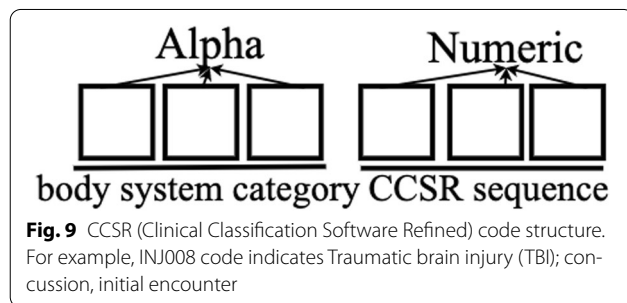 Alpha Numeric
body system category CCSR sequence
Fig. 9 CCSR (Clinical Classification Software Refined) code structure.
For example, INJ008 code indicates Traumatic brain injury (TBI); con-
cussion, initial encounter